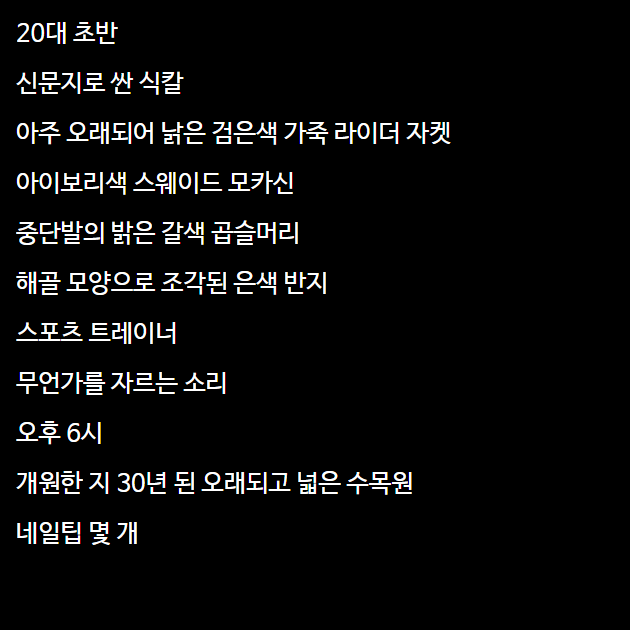 20대 초반
신문지로 싼 식칼
아주 오래되어 낡은 검은색 가죽 라이더 자켓
아이보리색 스웨이드 모카신
중단발의 밝은 갈색 곱슬머리
해골 모양으로 조각된 은색 반지
스포츠 트레이너
무언가를 자르는 소리
오후 6시
개원한 지 30년 된 오래되고 넓은 수목원
네일팁 몇 개